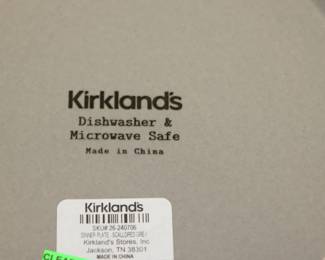 Kirkland's
Dishwasher &
Microwave Safe
Made in China
Kirkland's
SKU# 26-240706
DINNER PLATE - SCALLOPED GREY
Kirkland's Stores, Inc
Jackson, TN 38301
MADE IN CHINA